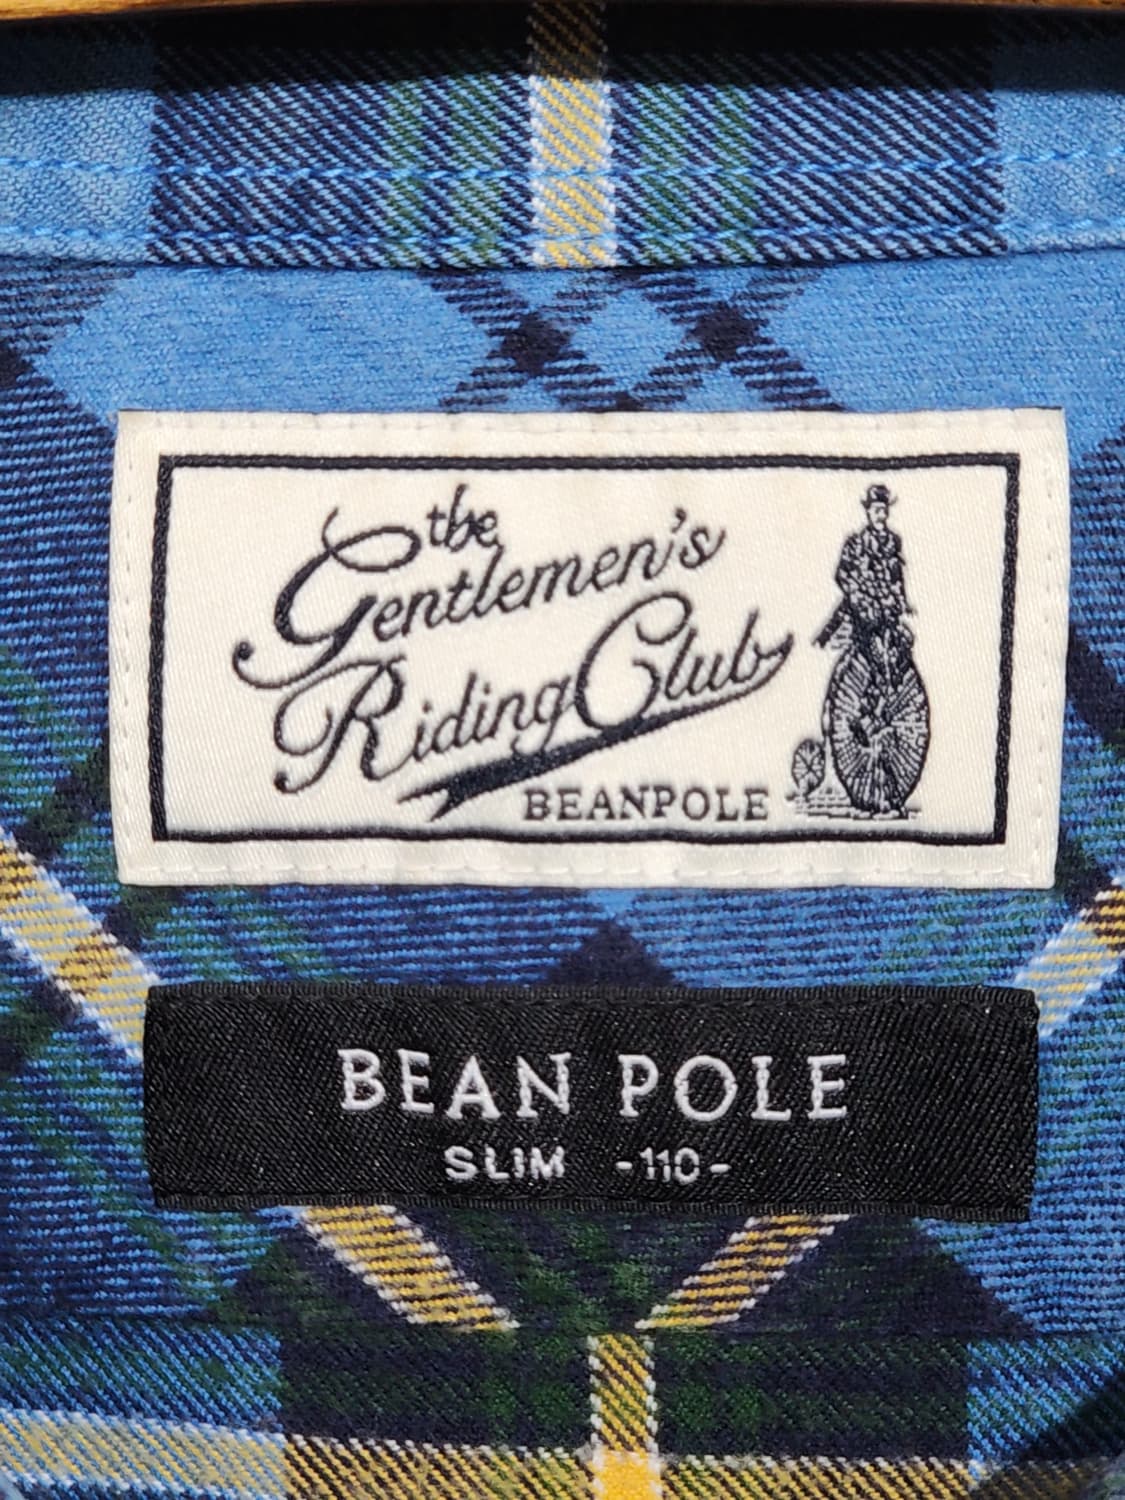 the
Gentlemen's
Riding Club
BEANPOLE
BEAN POLE
SLIM -110-